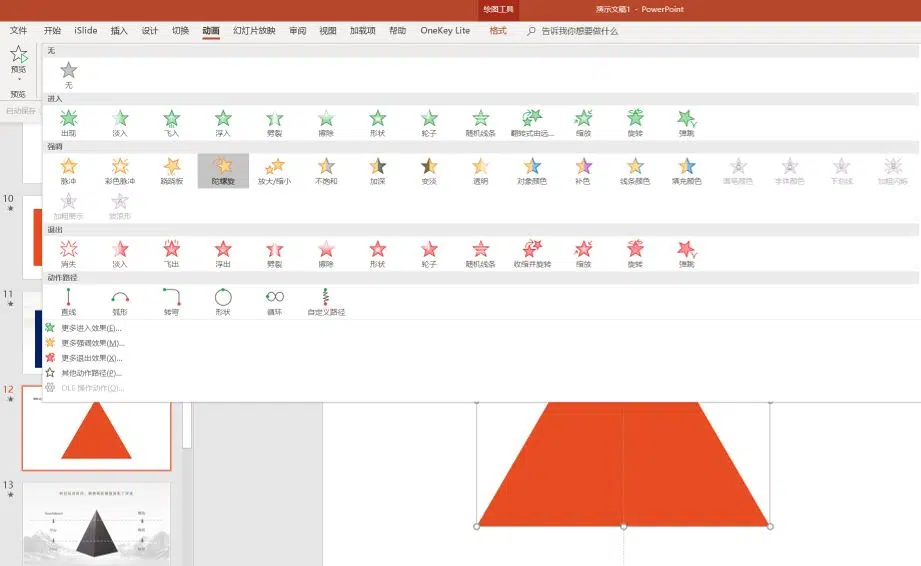 绘图工具
演示文稿1 - PowerPoint
文件 开始 iSlide 插入 设计 切换 动画 幻灯片放映 审阅 视图 加载项 帮助 OneKey Lite 格式 告诉我你想要做什么
预览
预览
自动保存
无
无
进入
出现 淡入 飞入 浮入 劈裂 擦除 形状 轮子 随机线条 翻转式由远... 缩放 旋转 弹跳
强调
脉冲 彩色脉冲 跷跷板 陀螺旋 放大/缩小 不饱和 加深 变淡 透明 对象颜色 补色 线条颜色 填充颜色 画笔颜色 字体颜色 下划线 加粗闪烁
加粗展示 波浪形
退出
消失 淡入 飞出 浮出 劈裂 擦除 形状 轮子 随机线条 收缩并旋转 缩放 旋转 弹跳
动作路径
直线 弧形 转弯 形状 循环 自定义路径
更多进入效果(E)...
更多强调效果(M)...
更多退出效果(X)...
其他动作路径(P)...
OLE 操作动作(O)...
10
11
12
13